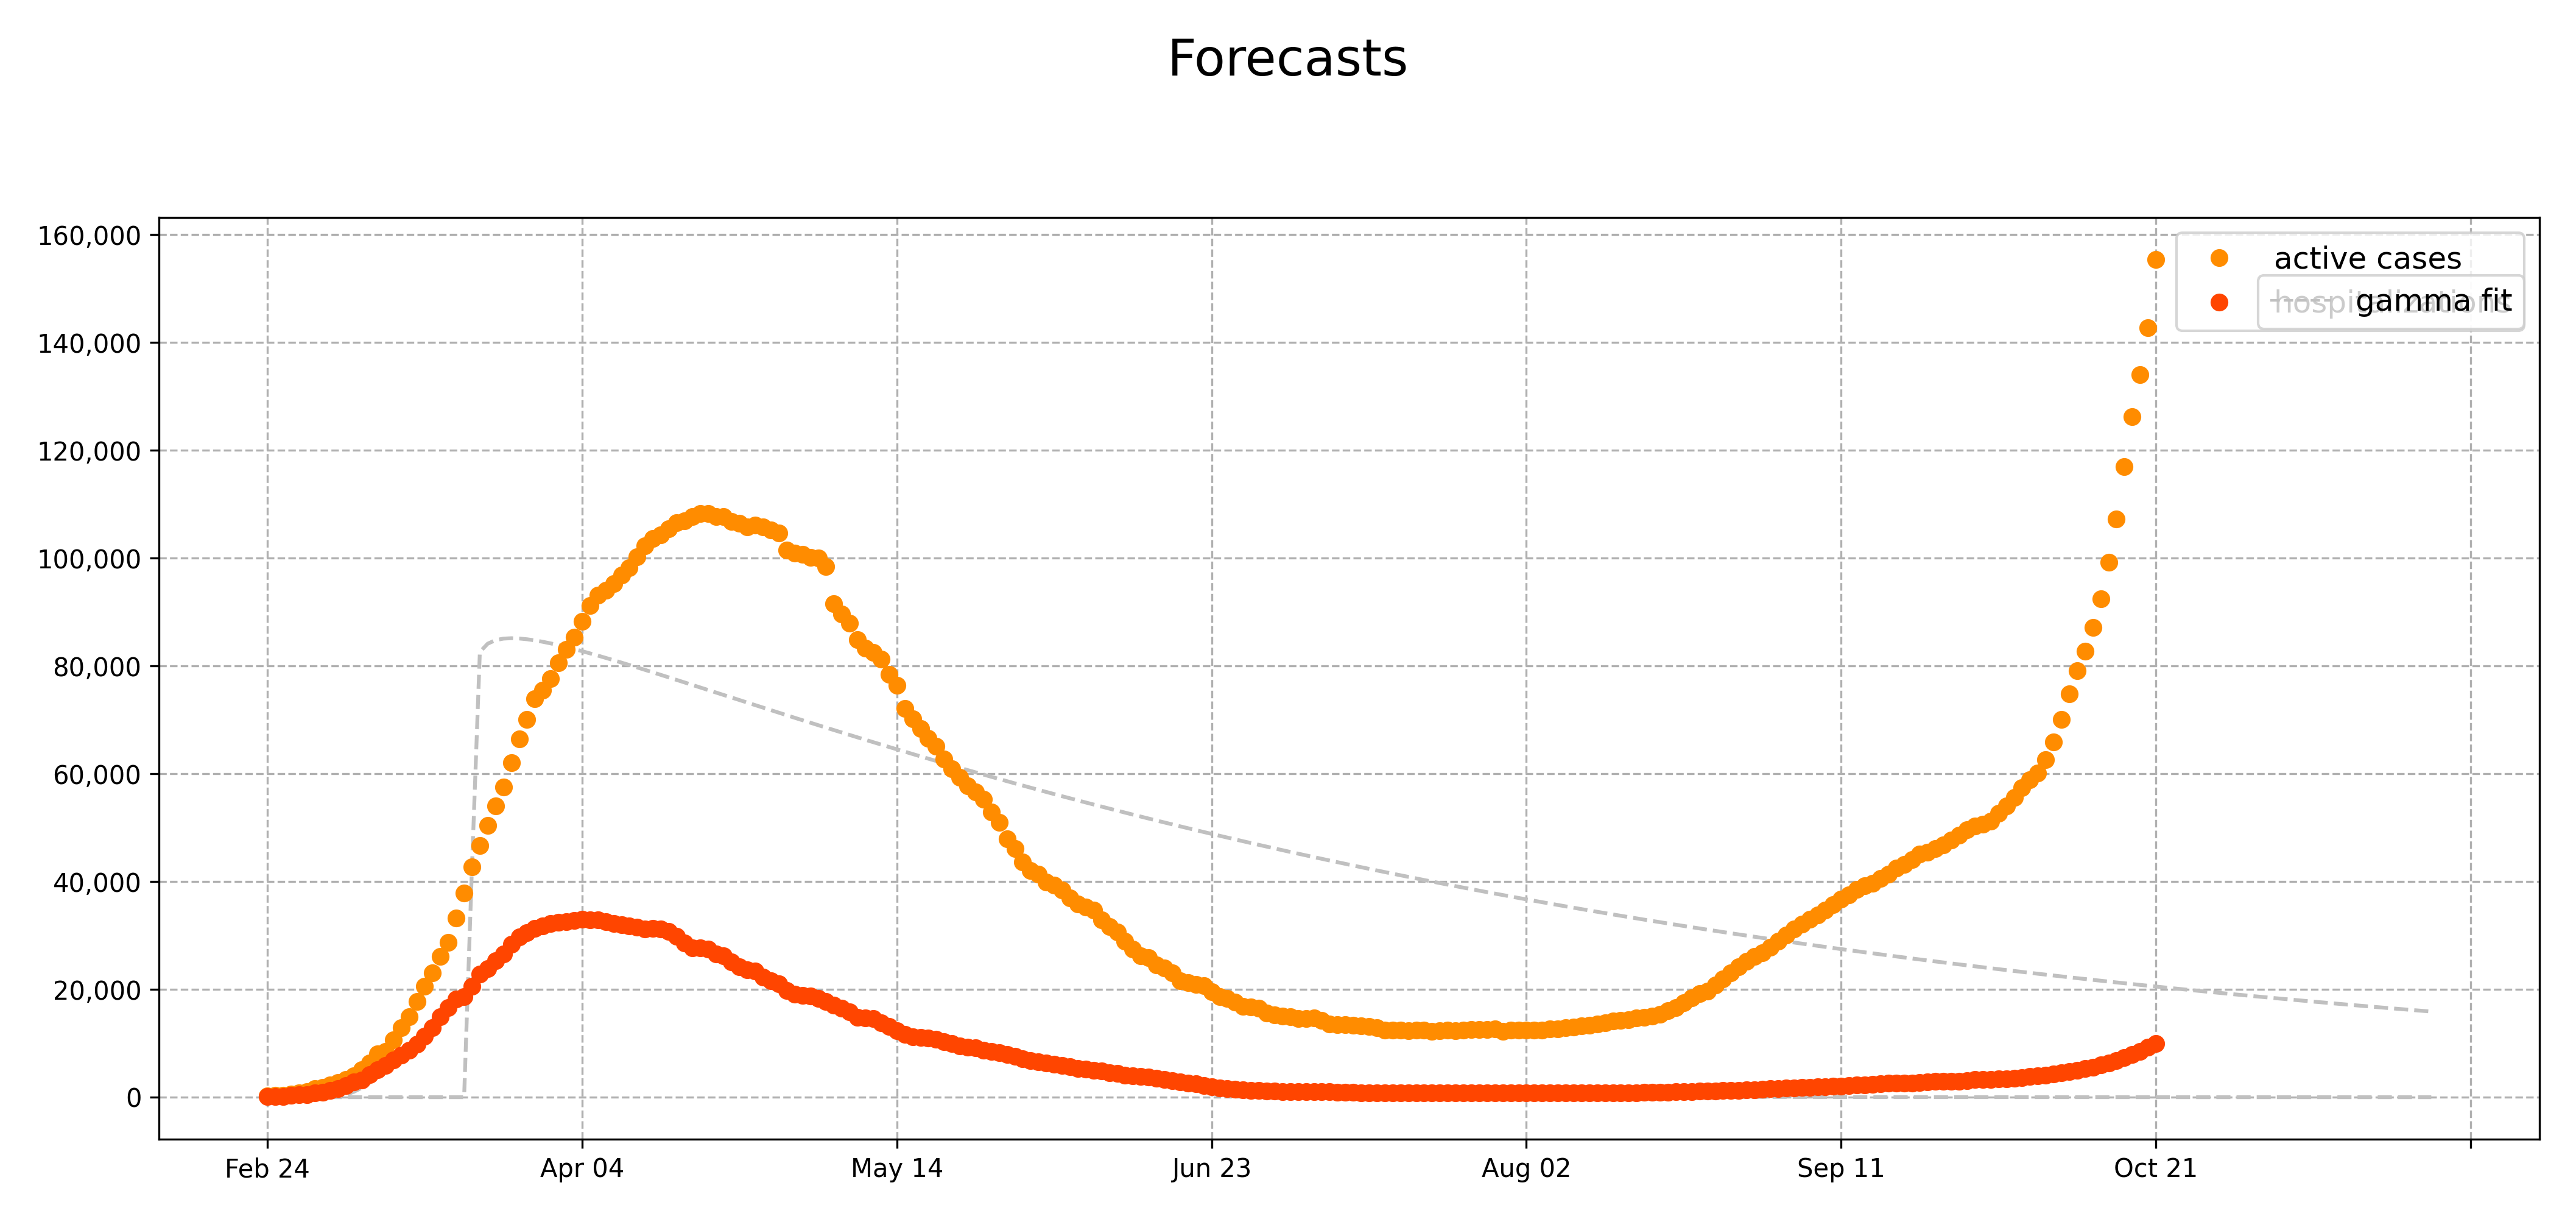 Forecasts
160,000
140,000
120,000
100,000
80,000
60,000
40,000
20,000
0
active cases
hospitalizations
gamma fit
Feb 24
Apr 04
May 14
Jun 23
Aug 02
Sep 11
Oct 21